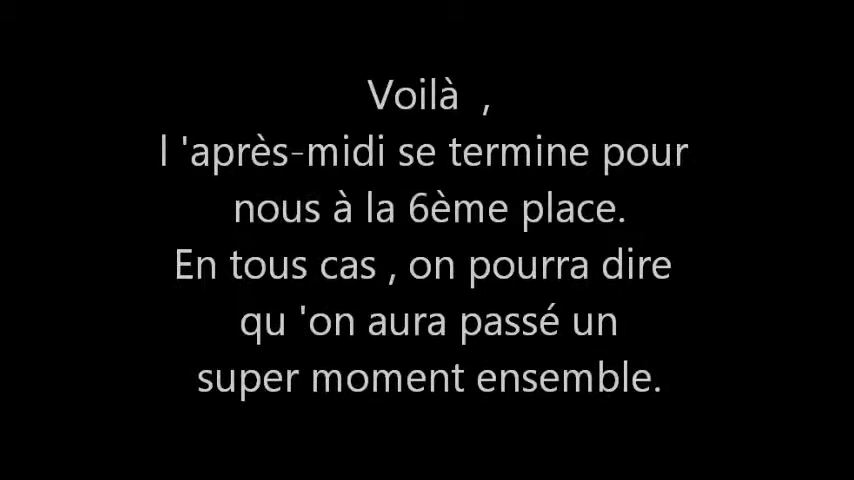 Voilà  ,
l 'après-midi se termine pour
nous à la 6ème place.
En tous cas , on pourra dire
qu 'on aura passé un
super moment ensemble.